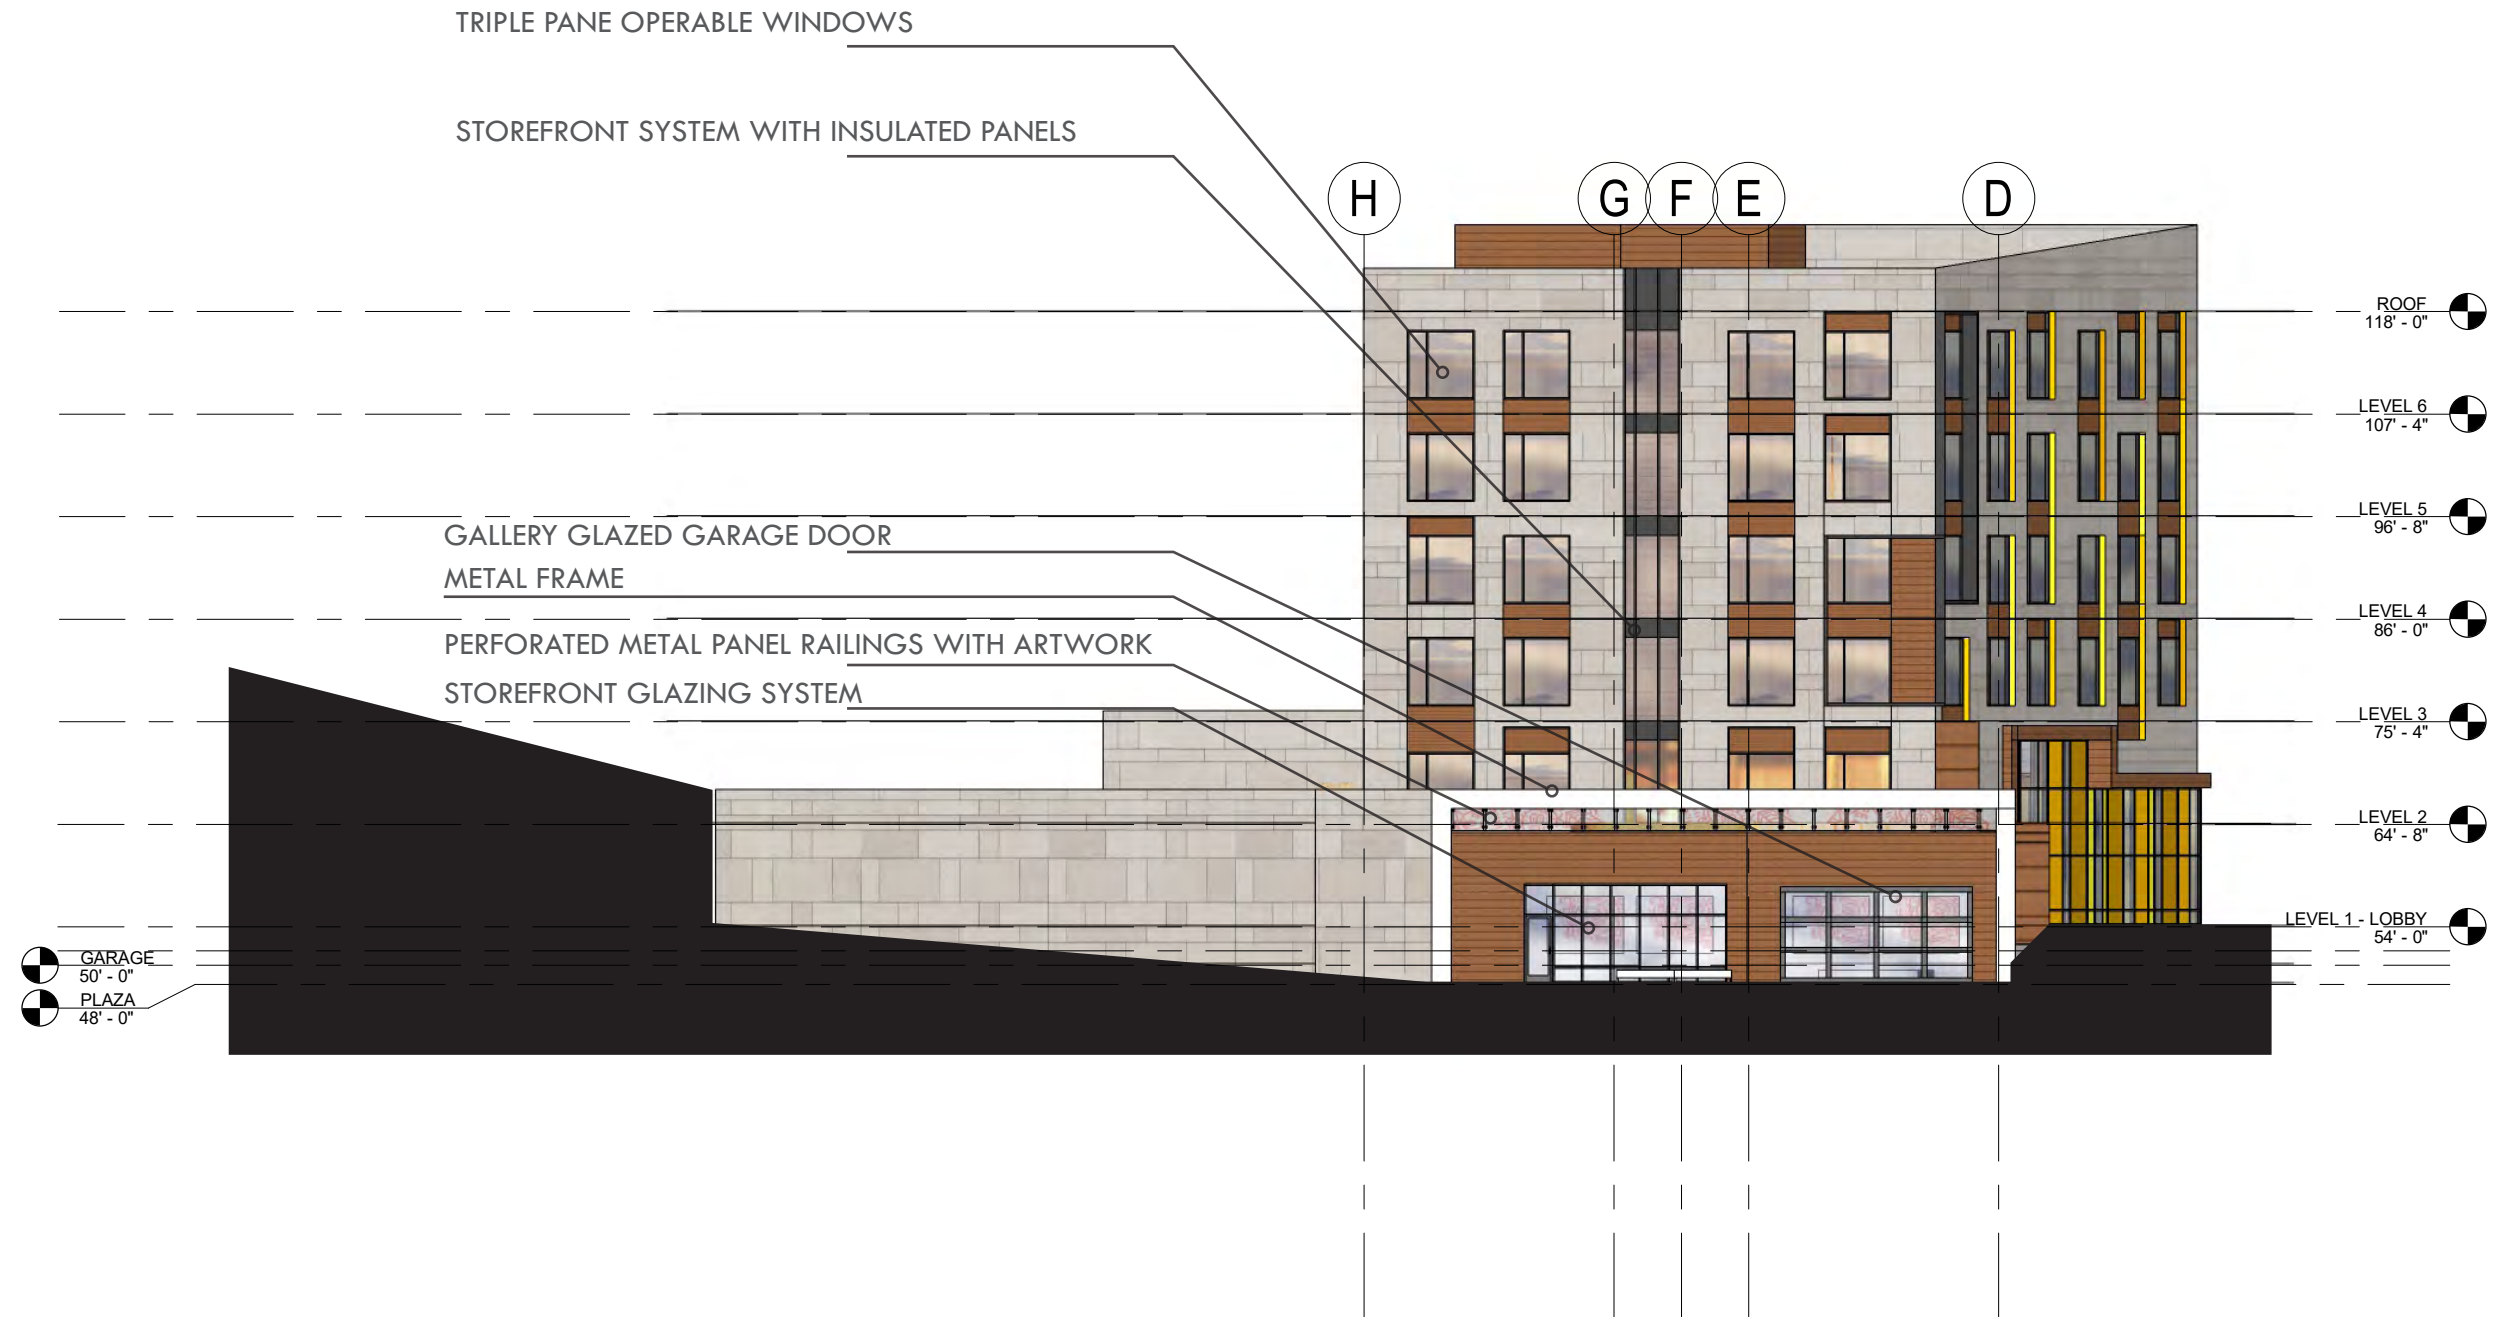 TRIPLE PANE OPERABLE WINDOWS
STOREFRONT SYSTEM WITH INSULATED PANELS
H G F E D
ROOF
118' - 0"
LEVEL 6
107' - 4"
LEVEL 5
96' - 8"
GALLERY GLAZED GARAGE DOOR
METAL FRAME
LEVEL 4
86' - 0"
PERFORATED METAL PANEL RAILINGS WITH ARTWORK
STOREFRONT GLAZING SYSTEM
LEVEL 3
75' - 4"
LEVEL 2
64' - 8"
LEVEL 1 - LOBBY
54' - 0"
GARAGE
50' - 0"
PLAZA
48' - 0"